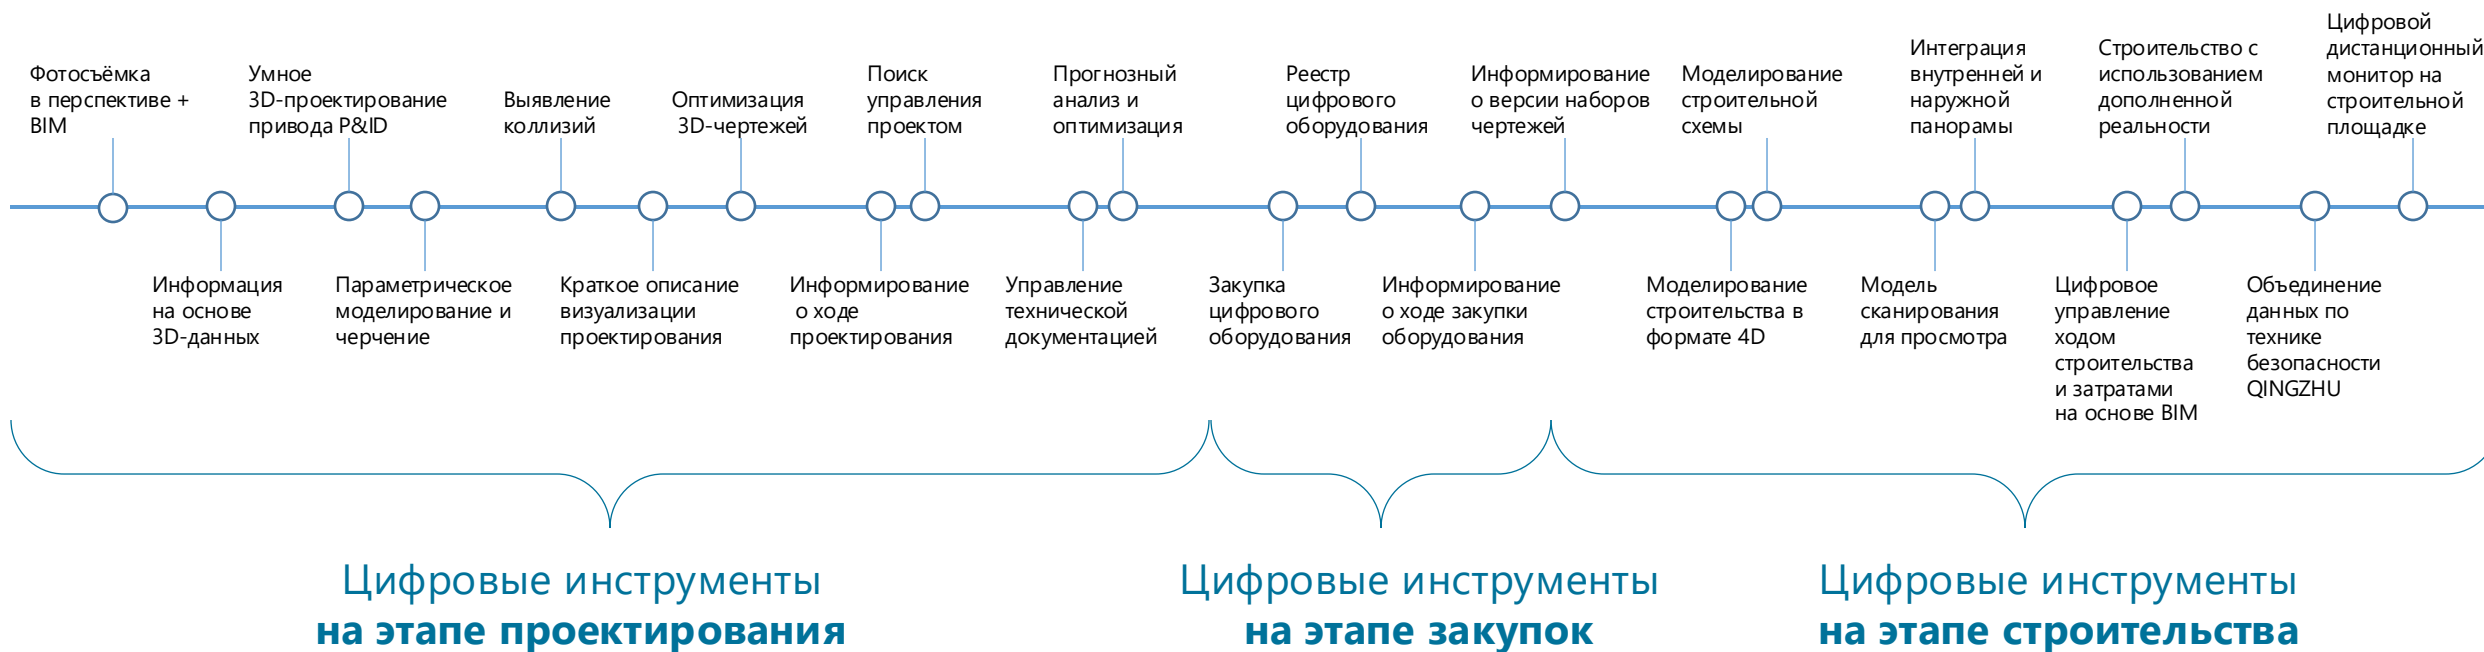 Фотосъёмка
в перспективе +
BIM
Умное
3D-проектирование
привода P&ID
Выявление
коллизий
Оптимизация
3D-чертежей
Поиск
управления
проектом
Прогнозный
анализ и
оптимизация
Реестр
цифрового
оборудования
Информирование
о версии наборов
чертежей
Моделирование
строительной
схемы
Интеграция
внутренней и
наружной
панорамы
Строительство с
использованием
дополненной
реальности
Цифровой
дистанционный
монитор на
строительной
площадке
Информация
на основе
3D-данных
Параметрическое
моделирование и
черчение
Краткое описание
визуализации
проектирования
Информирование
о ходе
проектирования
Управление
технической
документацией
Закупка
цифрового
оборудования
Информирование
о ходе закупки
оборудования
Моделирование
строительства в
формате 4D
Модель
сканирования
для просмотра
Цифровое
управление
ходом
строительства
и затратами
на основе BIM
Объединение
данных по
технике
безопасности
QINGZHU
Цифровые инструменты
на этапе проектирования
Цифровые инструменты
на этапе закупок
Цифровые инструменты
на этапе строительства